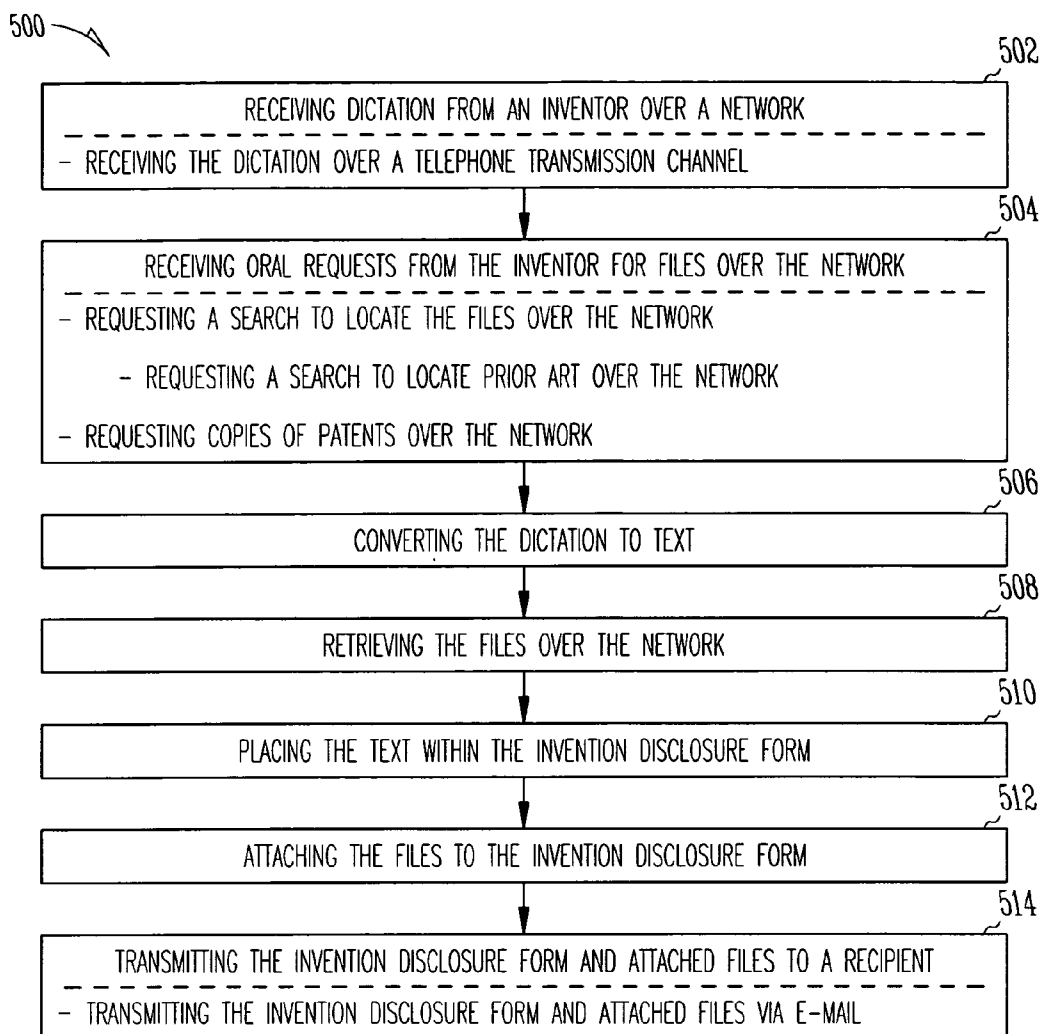 500
502
RECEIVING DICTATION FROM AN INVENTOR OVER A NETWORK
- RECEIVING THE DICTATION OVER A TELEPHONE TRANSMISSION CHANNEL
504
RECEIVING ORAL REQUESTS FROM THE INVENTOR FOR FILES OVER THE NETWORK
- REQUESTING A SEARCH TO LOCATE THE FILES OVER THE NETWORK
- REQUESTING A SEARCH TO LOCATE PRIOR ART OVER THE NETWORK
- REQUESTING COPIES OF PATENTS OVER THE NETWORK
506
CONVERTING THE DICTATION TO TEXT
508
RETRIEVING THE FILES OVER THE NETWORK
510
PLACING THE TEXT WITHIN THE INVENTION DISCLOSURE FORM
512
ATTACHING THE FILES TO THE INVENTION DISCLOSURE FORM
514
TRANSMITTING THE INVENTION DISCLOSURE FORM AND ATTACHED FILES TO A RECIPIENT
- TRANSMITTING THE INVENTION DISCLOSURE FORM AND ATTACHED FILES VIA E-MAIL